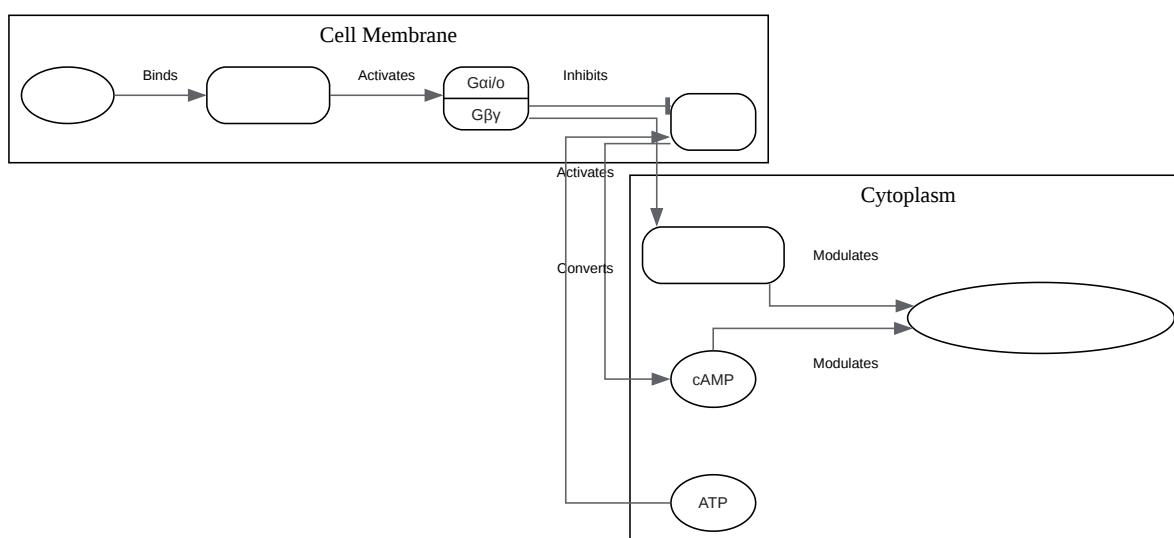 Cell Membrane
Binds
Activates
Gαi/o
Gβγ
Inhibits
Activates
Cytoplasm
Converts
Modulates
Modulates
cAMP
ATP